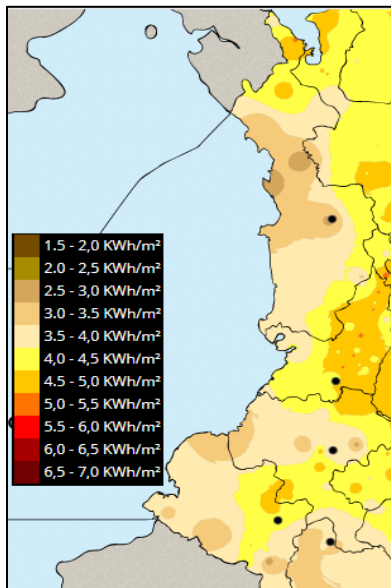 1.5 - 2,0 KWh/m²
2.0 - 2,5 KWh/m²
2.5 - 3,0 KWh/m²
3.0 - 3.5 KWh/m²
3.5 - 4,0 KWh/m²
4,0 - 4,5 KWh/m²
4.5 - 5,0 KWh/m²
5,0 - 5,5 KWh/m²
5.5 - 6,0 KWh/m²
6,0 - 6,5 KWh/m²
6,5 - 7,0 KWh/m²